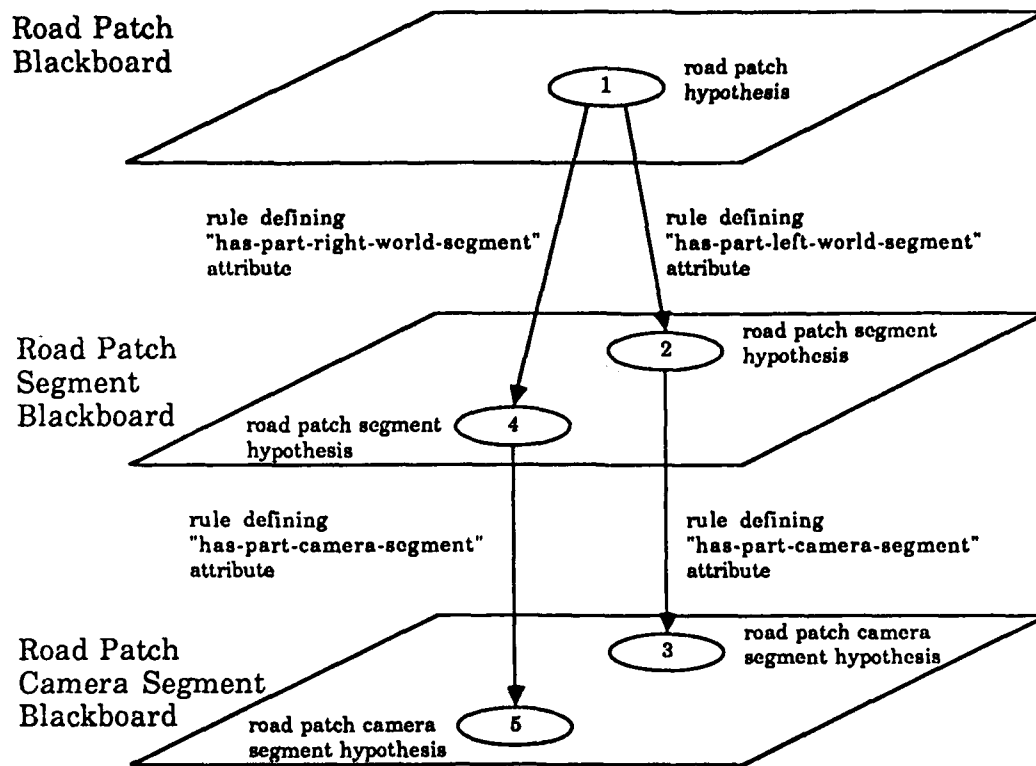 Road Patch
Blackboard
1
road patch
hypothesis
rule defining
"has-part-right-world-segment"
attribute
rule defining
"has-part-left-world-segment"
attribute
Road Patch
Segment
Blackboard
2
road patch segment
hypothesis
4
road patch segment
hypothesis
rule defining
"has-part-camera-segment"
attribute
rule defining
"has-part-camera-segment"
attribute
Road Patch
Camera Segment
Blackboard
3
road patch camera
segment hypothesis
5
road patch camera
segment hypothesis